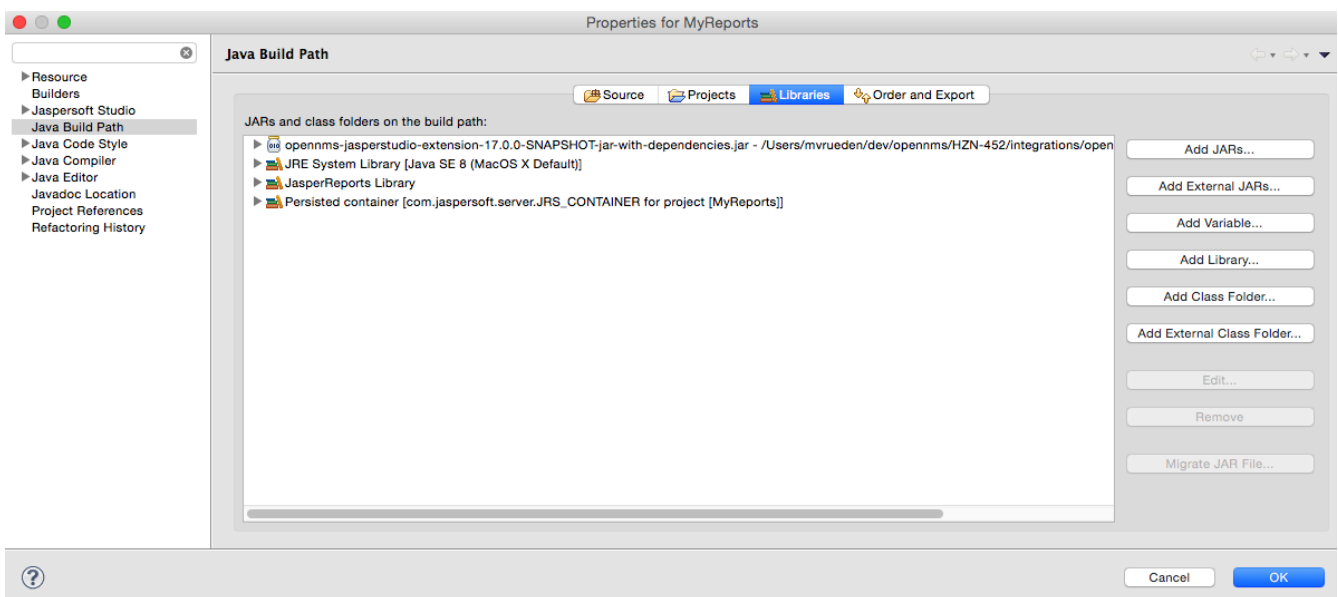 Properties for MyReports
Java Build Path
Resource
Builders
Jaspersoft Studio
Java Build Path
Java Code Style
Java Compiler
Java Editor
Javadoc Location
Project References
Refactoring History
Source Projects Libraries Order and Export
JARs and class folders on the build path:
opennms-jasperstudio-extension-17.0.0-SNAPSHOT-jar-with-dependencies.jar - /Users/mvrueden/dev/opennms/HZN-452/integrations/open
JRE System Library [Java SE 8 (MacOS X Default)]
JasperReports Library
Persisted container [com.jaspersoft.server.JRS_CONTAINER for project [MyReports]]
Add JARs...
Add External JARs...
Add Variable...
Add Library...
Add Class Folder...
Add External Class Folder...
Edit...
Remove
Migrate JAR File...
?
Cancel OK